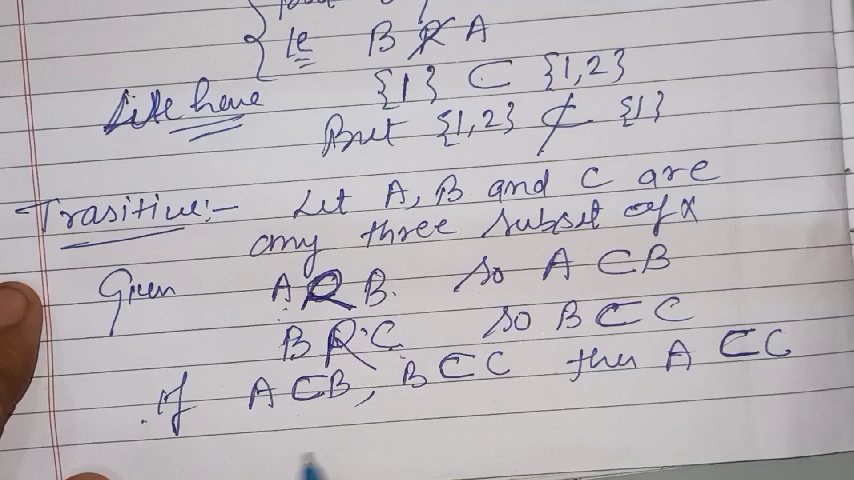 ie B R̸ A
Like here {1} ⊂ {1,2}
But {1,2} ⊄ {1}
Trasitive:- Let A, B and C are
any three subset of X
Given A R B. so A ⊂ B
B R C so B ⊂ C
If A ⊂ B, B ⊂ C then A ⊂ C